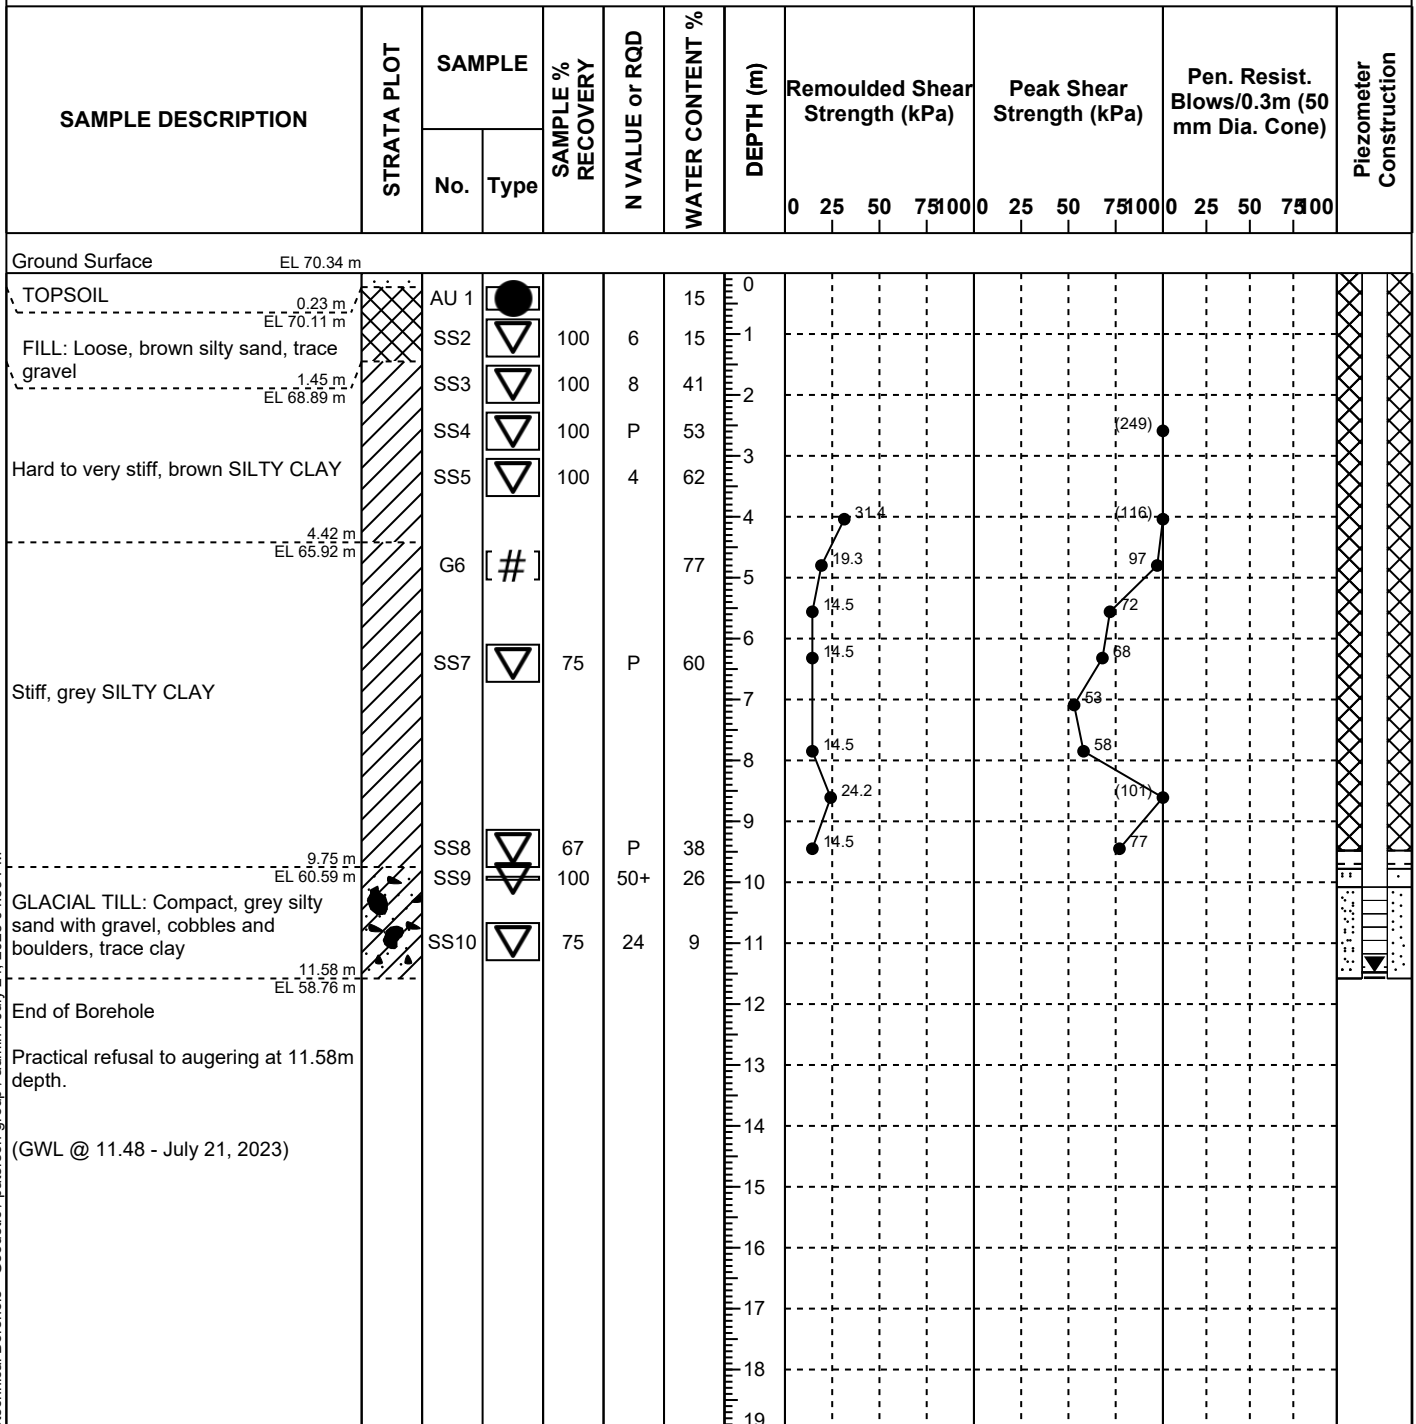 SAMPLE DESCRIPTION
STRATA PLOT
SAMPLE
No.
Type
SAMPLE %
RECOVERY
N VALUE or RQD
WATER CONTENT %
DEPTH (m)
Remoulded Shear
Strength (kPa)
0 25 50 75 100
Peak Shear
Strength (kPa)
0 25 50 75 100
Pen. Resist.
Blows/0.3m (50
mm Dia. Cone)
0 25 50 75 100
Piezometer
Construction
Ground Surface EL 70.34 m
TOPSOIL 0.23 m
EL 70.11 m
FILL: Loose, brown silty sand, trace
gravel
1.45 m
EL 68.89 m
Hard to very stiff, brown SILTY CLAY
4.42 m
EL 65.92 m
Stiff, grey SILTY CLAY
9.75 m
EL 60.59 m
GLACIAL TILL: Compact, grey silty
sand with gravel, cobbles and
boulders, trace clay
11.58 m
EL 58.76 m
End of Borehole
Practical refusal to augering at 11.58m
depth.
(GWL @ 11.48 - July 21, 2023)
AU 1 15
SS2 100 6 15
SS3 100 8 41
SS4 100 P 53
SS5 100 4 62
G6 [#] 77
SS7 75 P 60
SS8 67 P 38
SS9 100 50+ 26
SS10 75 24 9
0
1
2
3
4
5
6
7
8
9
10
11
12
13
14
15
16
17
18
19
31.4
19.3
14.5
14.5
14.5
24.2
14.5
(249)
(116)
97
72
68
53
58
(101)
77